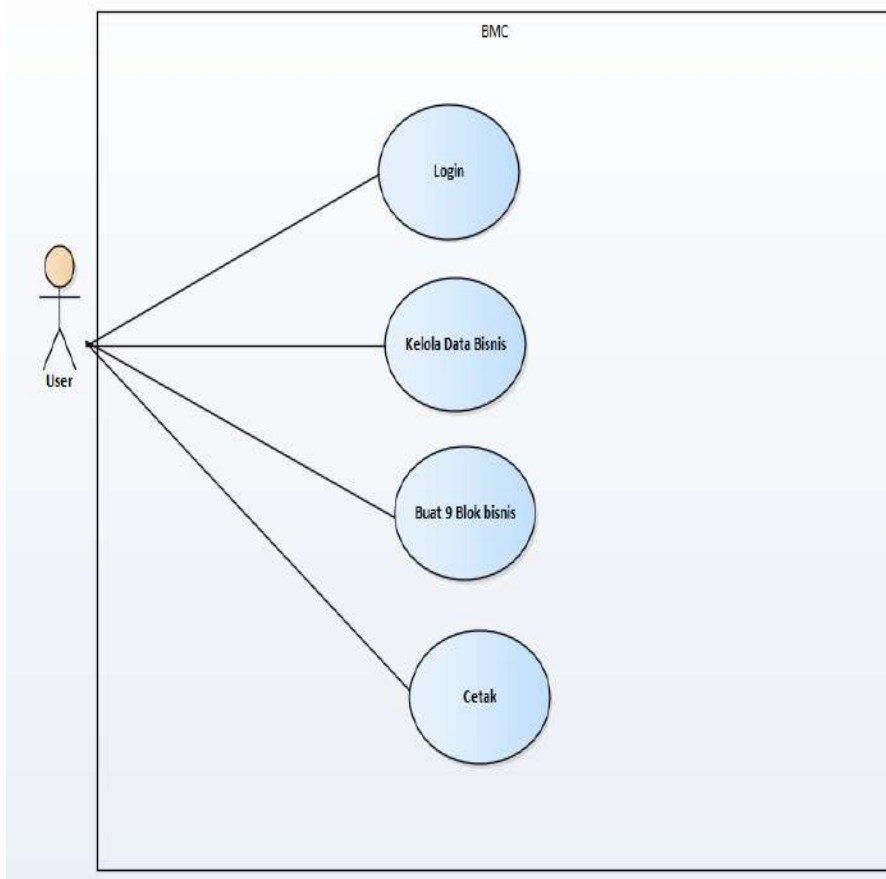 BMC
Login
User
Kelola Data Bisnis
Buat 9 Blok bisnis
Cetak